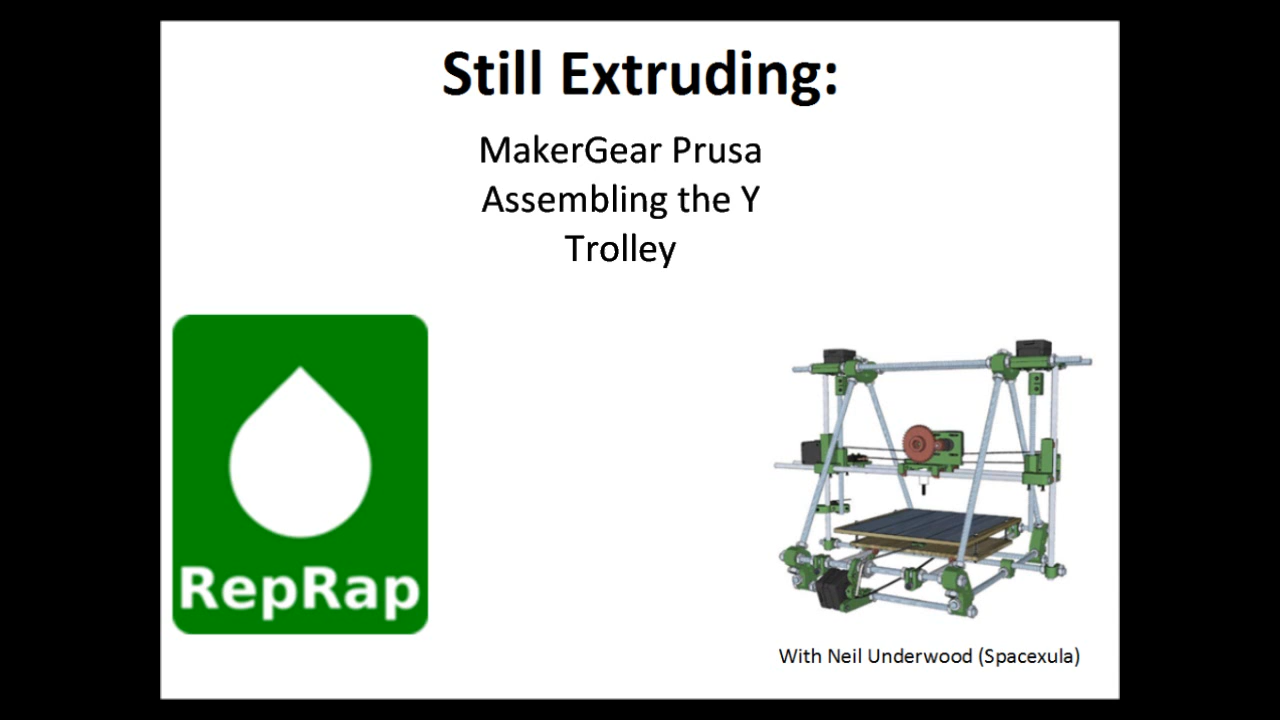 Still Extruding:
MakerGear Prusa
Assembling the Y
Trolley
RepRap
With Neil Underwood (Spacexula)